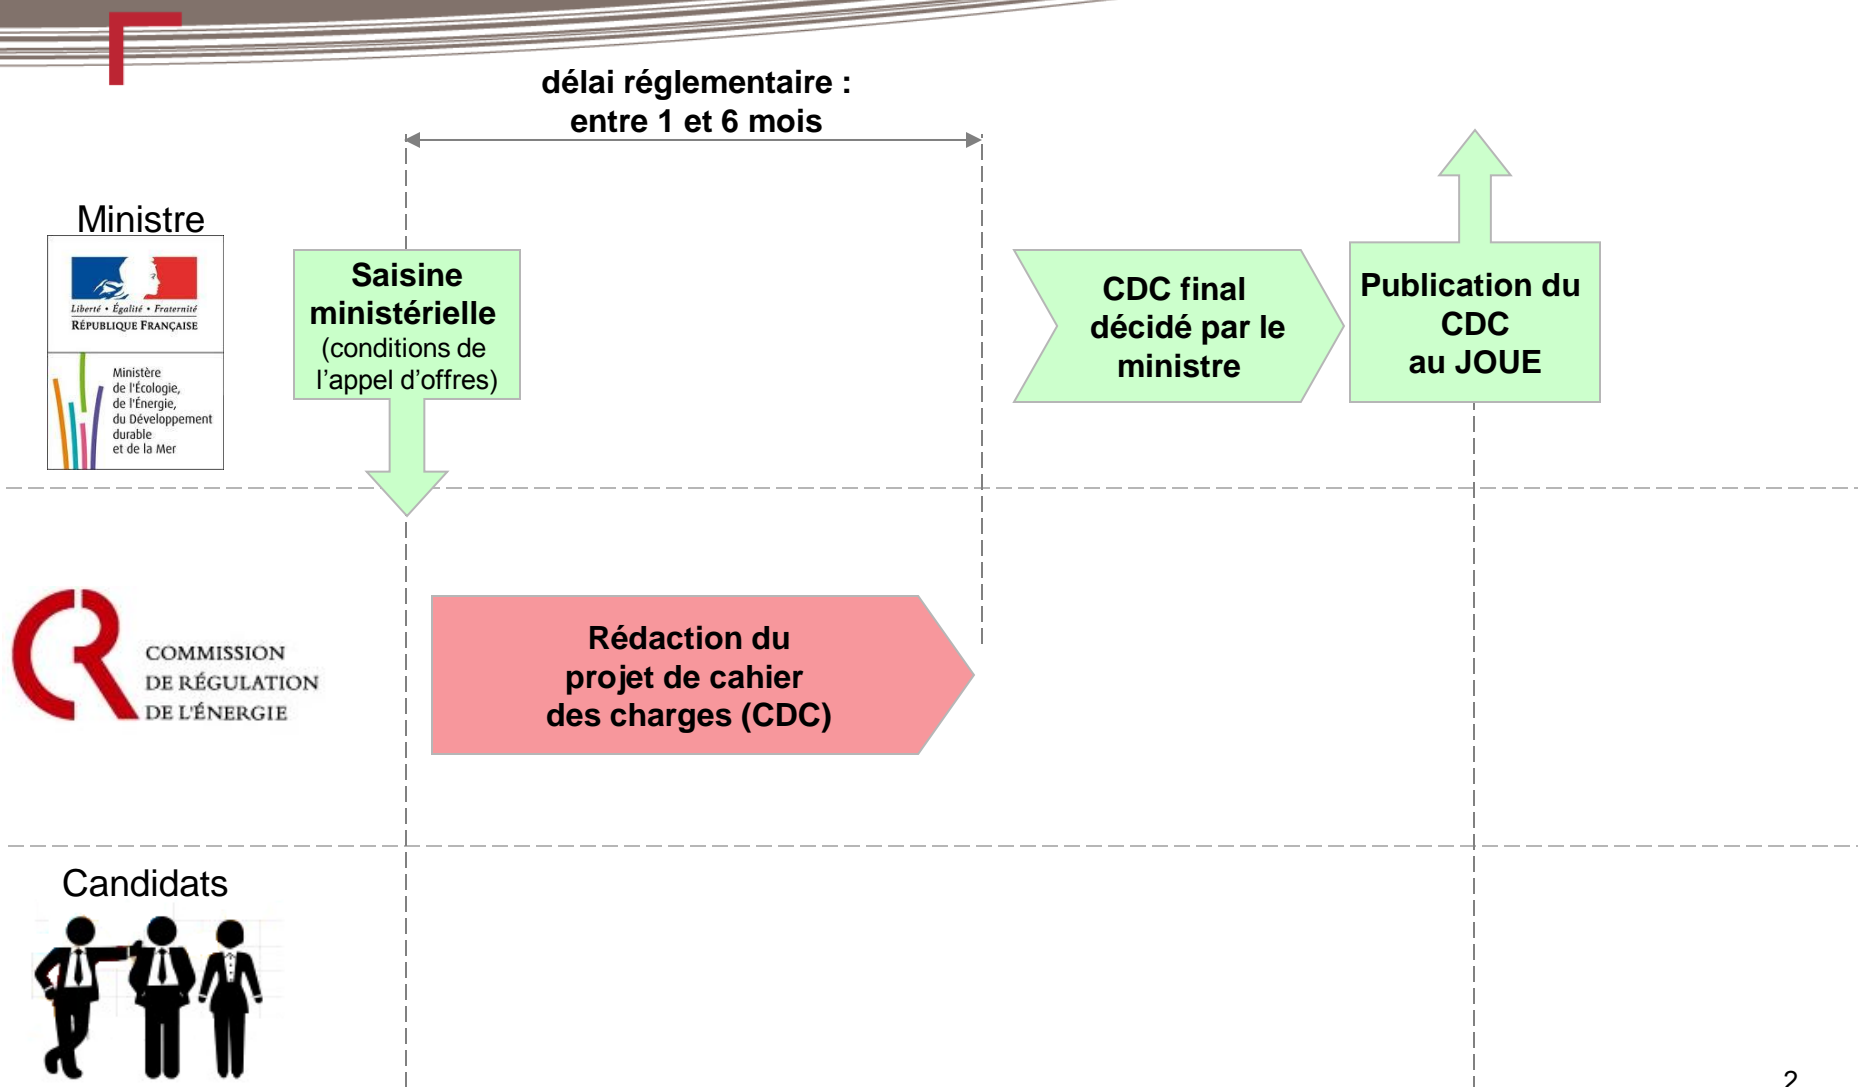 délai réglementaire :
entre 1 et 6 mois
Ministre
Liberté • Égalité • Fraternité
RÉPUBLIQUE FRANÇAISE
Ministère
de l'Écologie,
de l'Énergie,
du Développement
durable
et de la Mer
Saisine
ministérielle
(conditions de
l’appel d’offres)
CDC final
décidé par le
ministre
Publication du
CDC
au JOUE
COMMISSION
DE RÉGULATION
DE L'ÉNERGIE
Rédaction du
projet de cahier
des charges (CDC)
Candidats
2